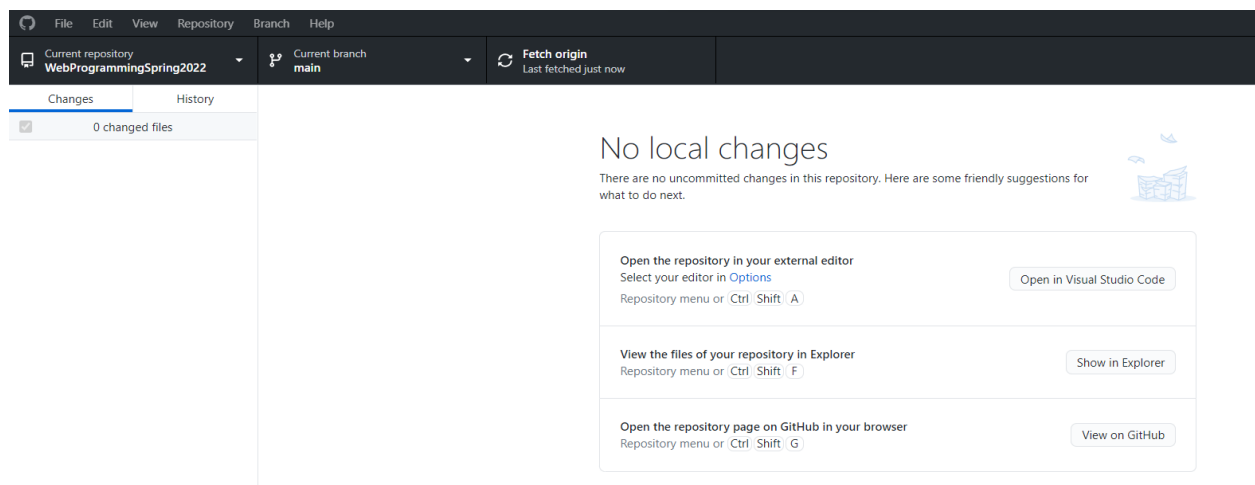 File Edit View Repository Branch Help
Current repository
WebProgrammingSpring2022
Current branch
main
Fetch origin
Last fetched just now
Changes History
0 changed files
No local changes
There are no uncommitted changes in this repository. Here are some friendly suggestions for
what to do next.
Open the repository in your external editor
Select your editor in Options
Repository menu or Ctrl Shift A
Open in Visual Studio Code
View the files of your repository in Explorer
Repository menu or Ctrl Shift F
Show in Explorer
Open the repository page on GitHub in your browser
Repository menu or Ctrl Shift G
View on GitHub